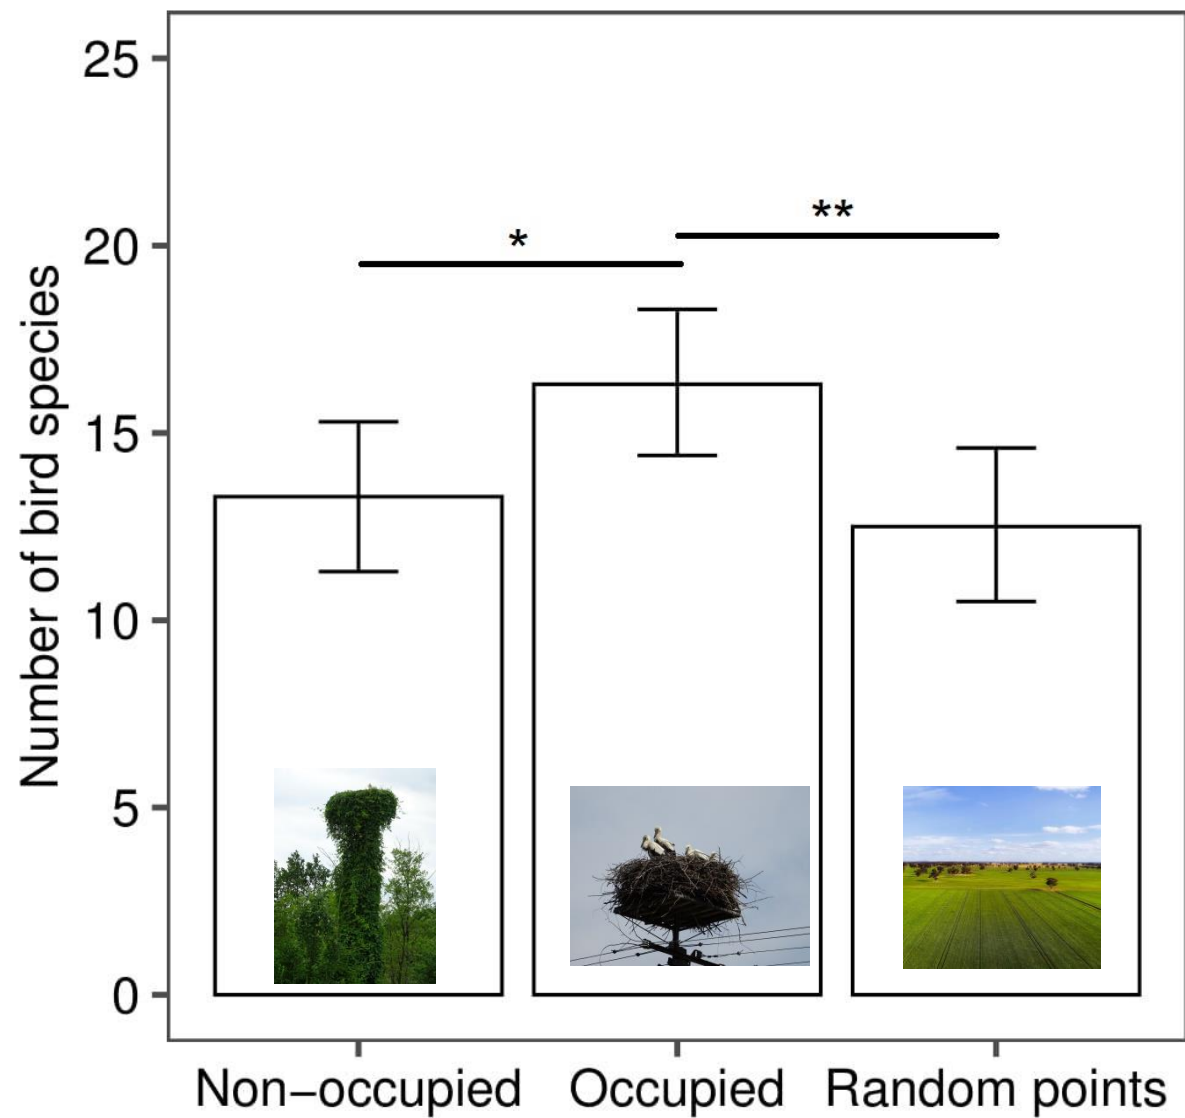 Number of bird species
25
20
15
10
5
0
*
**
Non−occupied
Occupied
Random points